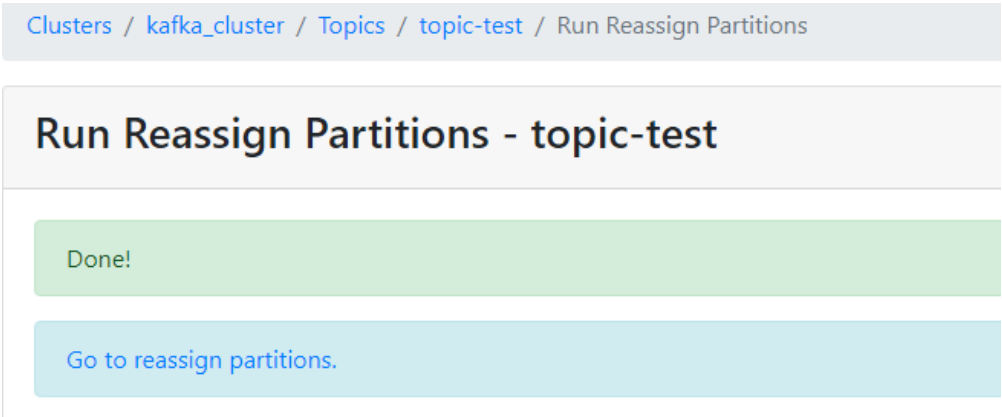 Clusters / kafka_cluster / Topics / topic-test / Run Reassign Partitions
Run Reassign Partitions - topic-test
Done!
Go to reassign partitions.